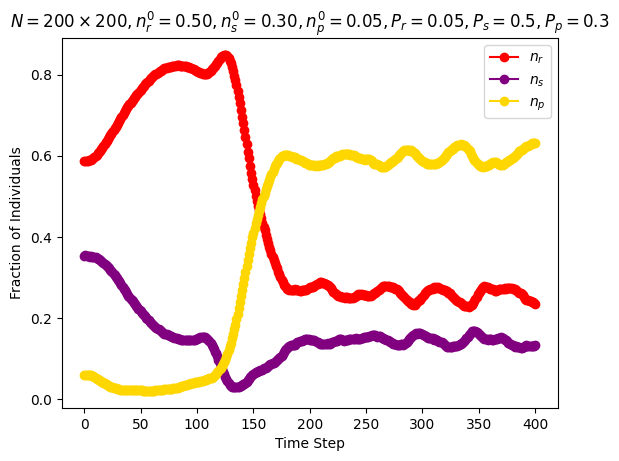 N = 200 × 200, n_r^0 = 0.50, n_s^0 = 0.30, n_p^0 = 0.05, P_r = 0.05, P_s = 0.5, P_p = 0.3
n_r
n_s
n_p
0.8
0.6
0.4
0.2
0.0
Fraction of Individuals
0 50 100 150 200 250 300 350 400
Time Step